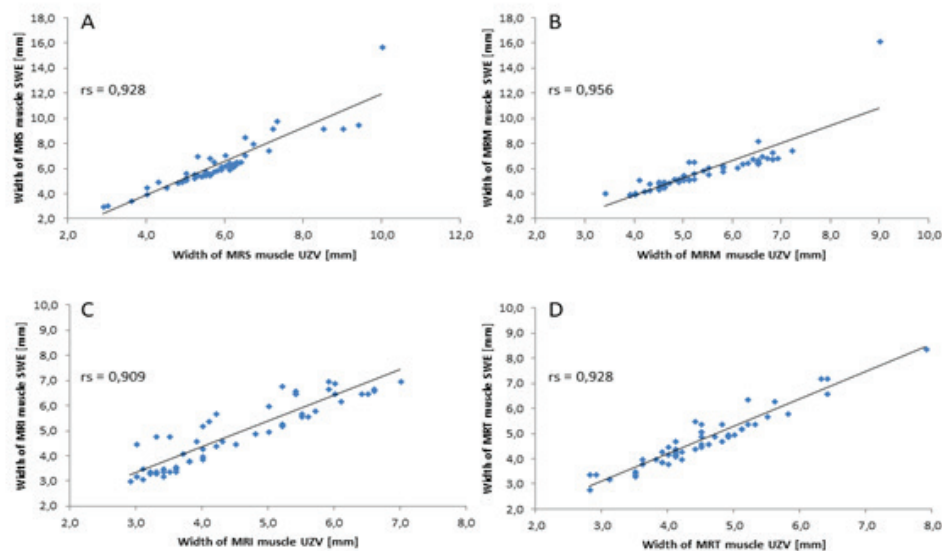 A
Width of MRS muscle SWE [mm]
18,0
16,0
14,0
12,0
10,0
8,0
6,0
4,0
2,0
rs = 0,928
2,0 4,0 6,0 8,0 10,0 12,0
Width of MRS muscle UZV [mm]
B
Width of MRM muscle SWE [mm]
18,0
16,0
14,0
12,0
10,0
8,0
6,0
4,0
2,0
rs = 0,956
3,0 4,0 5,0 6,0 7,0 8,0 9,0 10,0
Width of MRM muscle UZV [mm]
C
Width of MRI muscle SWE [mm]
10,0
9,0
8,0
7,0
6,0
5,0
4,0
3,0
2,0
rs = 0,909
2,0 3,0 4,0 5,0 6,0 7,0 8,0
Width of MRI muscle UZV [mm]
D
Width of MRT muscle SWE [mm]
10,0
9,0
8,0
7,0
6,0
5,0
4,0
3,0
2,0
rs = 0,928
2,0 3,0 4,0 5,0 6,0 7,0 8,0
Width of MRT muscle UZV [mm]